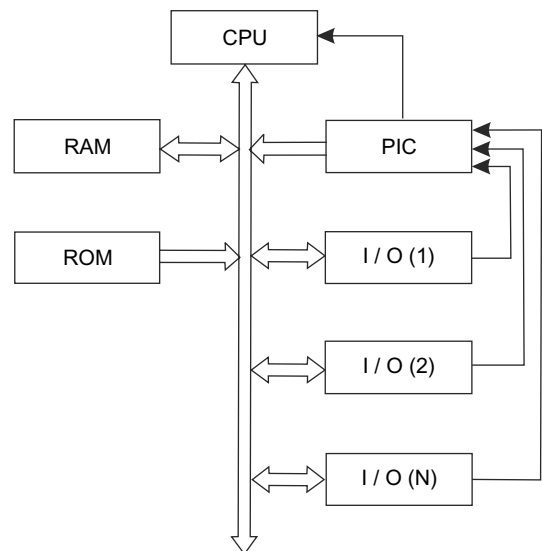 CPU
RAM
PIC
ROM
I / O (1)
I / O (2)
I / O (N)